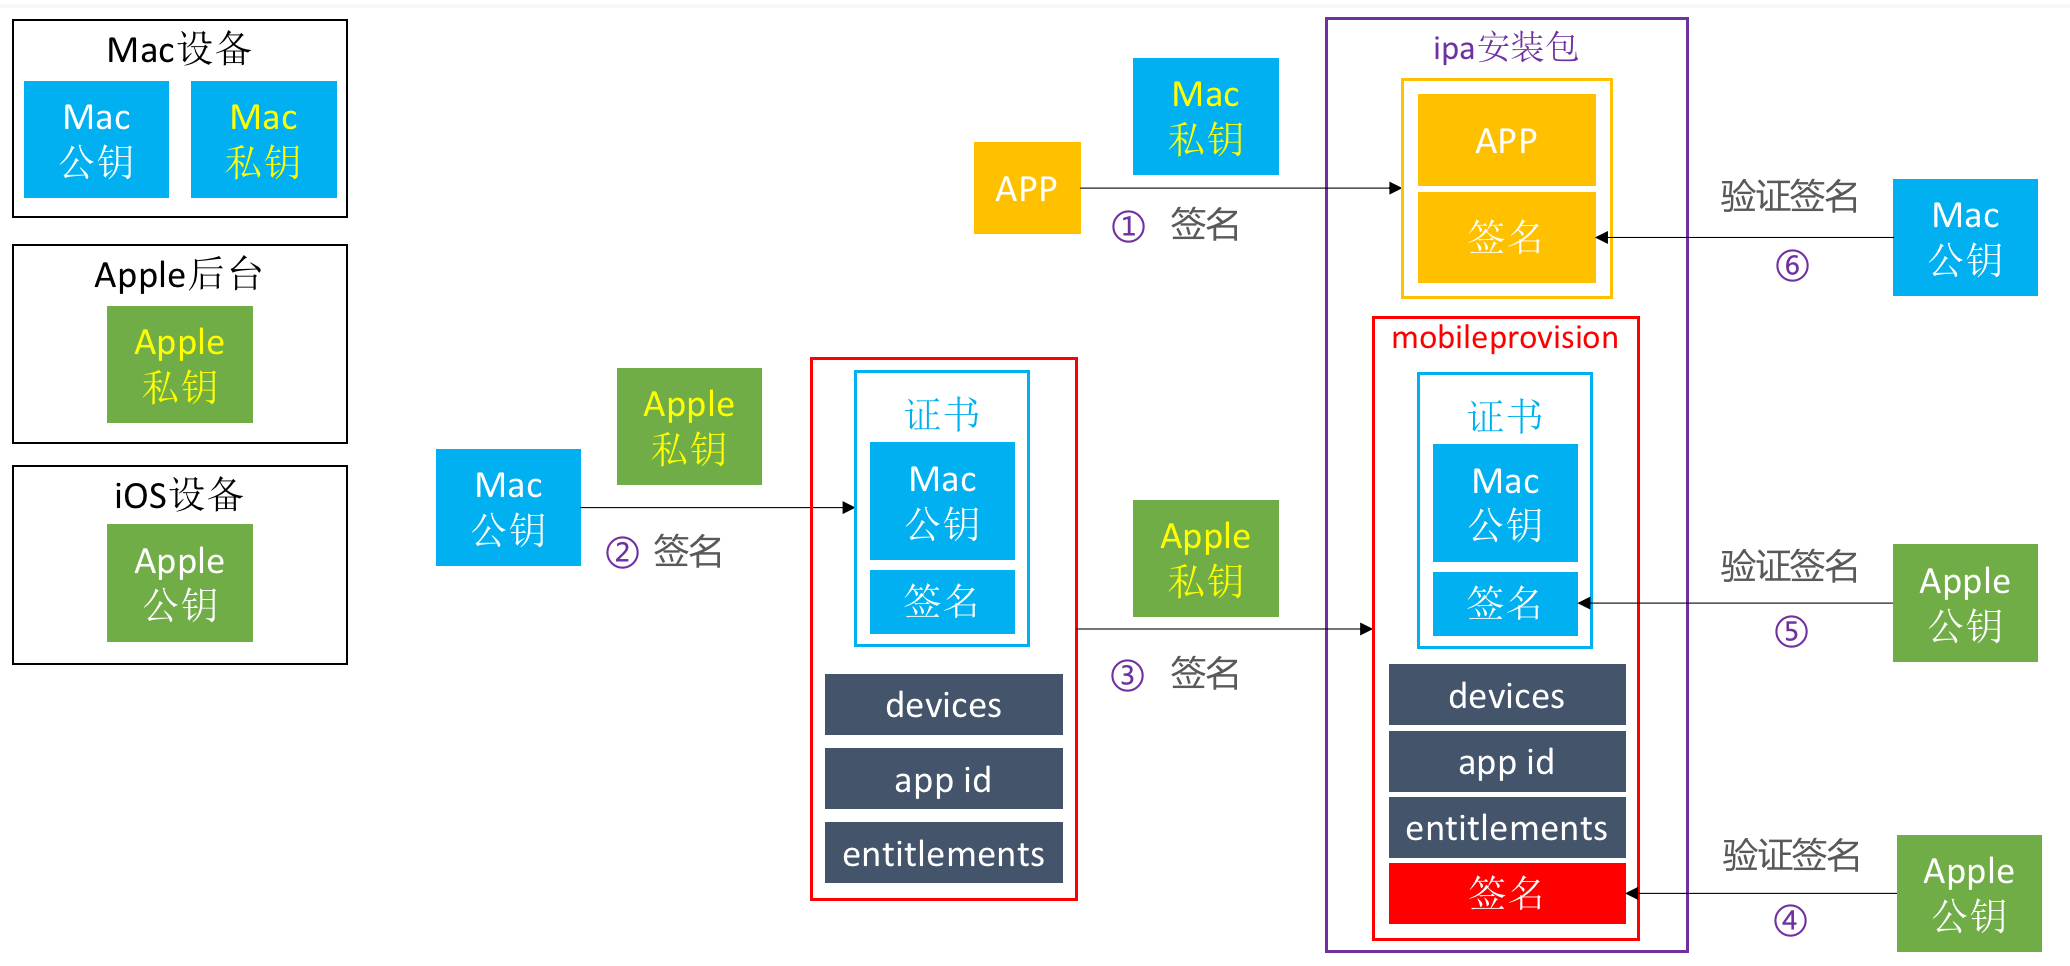 Mac设备
Mac
公钥
Mac
私钥
Apple后台
Apple
私钥
iOS设备
Apple
公钥
Mac
公钥
Apple
私钥
② 签名
证书
Mac
公钥
签名
devices
app id
entitlements
APP
Mac
私钥
① 签名
Apple
私钥
③ 签名
ipa安装包
APP
签名
mobileprovision
证书
Mac
公钥
签名
devices
app id
entitlements
签名
验证签名
⑥
Mac
公钥
验证签名
⑤
Apple
公钥
验证签名
④
Apple
公钥